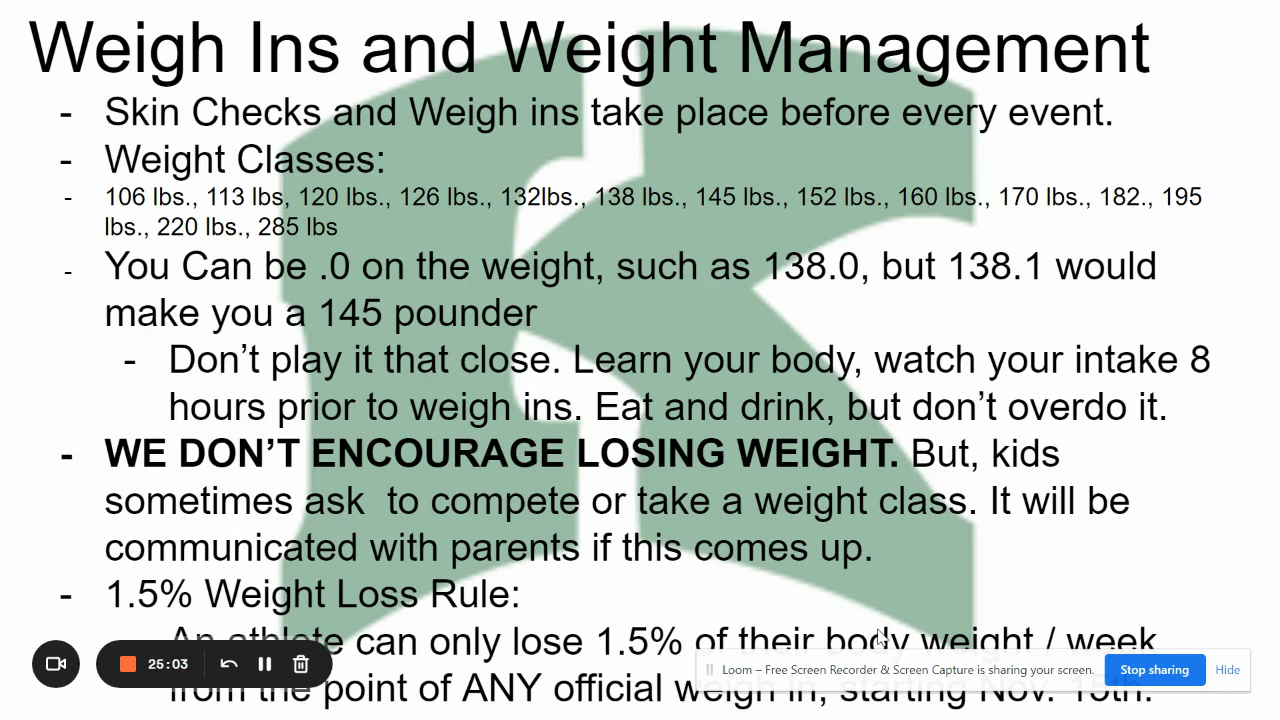 Weigh Ins and Weight Management
- Skin Checks and Weigh ins take place before every event.
- Weight Classes:
- 106 lbs., 113 lbs, 120 lbs., 126 lbs., 132lbs., 138 lbs., 145 lbs., 152 lbs., 160 lbs., 170 lbs., 182., 195
lbs., 220 lbs., 285 lbs
- You Can be .0 on the weight, such as 138.0, but 138.1 would
make you a 145 pounder
- Don’t play it that close. Learn your body, watch your intake 8
hours prior to weigh ins. Eat and drink, but don’t overdo it.
- WE DON’T ENCOURAGE LOSING WEIGHT. But, kids
sometimes ask  to compete or take a weight class. It will be
communicated with parents if this comes up.
- 1.5% Weight Loss Rule:
An athlete can only lose 1.5% of their body weight / week
from the point of ANY official weigh in, starting Nov. 15th.
25:03
Loom – Free Screen Recorder & Screen Capture is sharing your screen.
Stop sharing
Hide